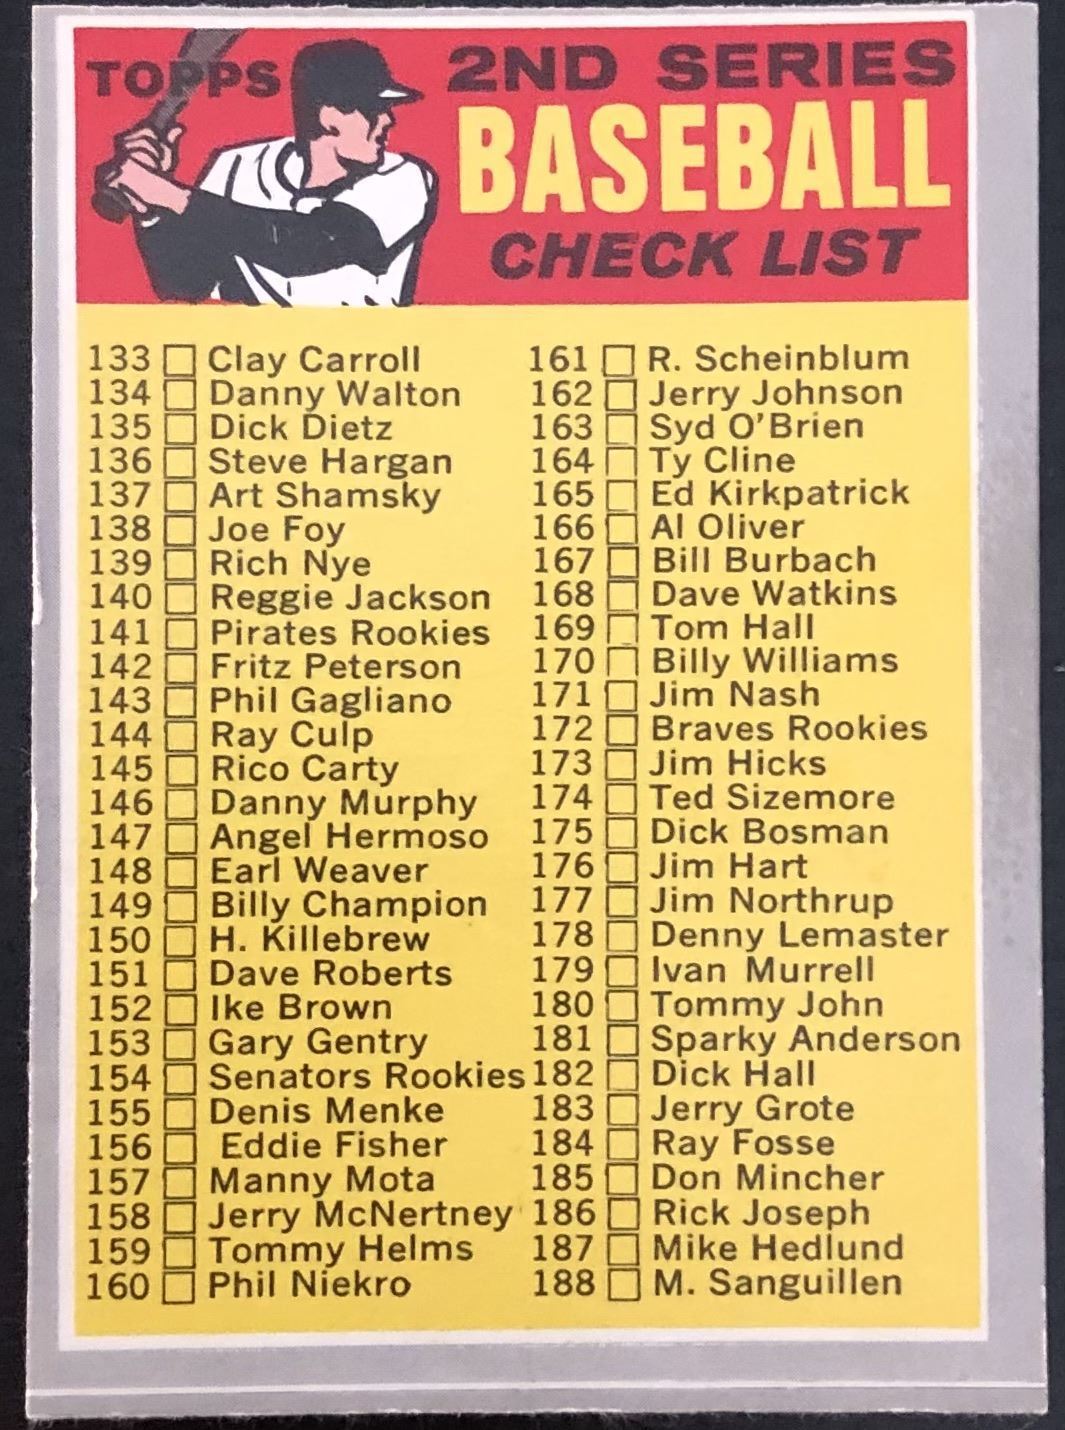 TOPPS
2ND SERIES
BASEBALL
CHECK LIST
133 Clay Carroll
134 Danny Walton
135 Dick Dietz
136 Steve Hargan
137 Art Shamsky
138 Joe Foy
139 Rich Nye
140 Reggie Jackson
141 Pirates Rookies
142 Fritz Peterson
143 Phil Gagliano
144 Ray Culp
145 Rico Carty
146 Danny Murphy
147 Angel Hermoso
148 Earl Weaver
149 Billy Champion
150 H. Killebrew
151 Dave Roberts
152 Ike Brown
153 Gary Gentry
154 Senators Rookies
155 Denis Menke
156 Eddie Fisher
157 Manny Mota
158 Jerry McNertney
159 Tommy Helms
160 Phil Niekro
161 R. Scheinblum
162 Jerry Johnson
163 Syd O'Brien
164 Ty Cline
165 Ed Kirkpatrick
166 Al Oliver
167 Bill Burbach
168 Dave Watkins
169 Tom Hall
170 Billy Williams
171 Jim Nash
172 Braves Rookies
173 Jim Hicks
174 Ted Sizemore
175 Dick Bosman
176 Jim Hart
177 Jim Northrup
178 Denny Lemaster
179 Ivan Murrell
180 Tommy John
181 Sparky Anderson
182 Dick Hall
183 Jerry Grote
184 Ray Fosse
185 Don Mincher
186 Rick Joseph
187 Mike Hedlund
188 M. Sanguillen